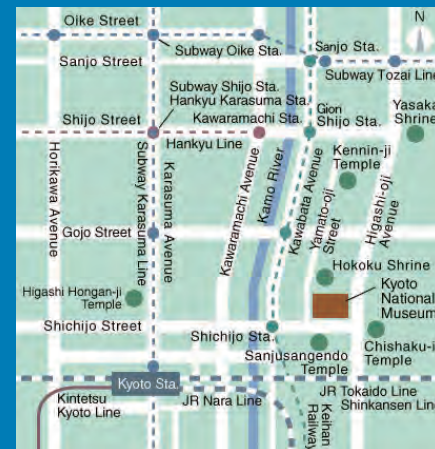 Oike Street
N
Subway Oike Sta.
Sanjo Sta.
Sanjo Street
Subway Tozai Line
Subway Shijo Sta.
Hankyu Karasuma Sta.
Yasaka
Shrine
Shijo Street
Kawaramachi Sta.
Gion
Shijo Sta.
Hankyu Line
Kennin-ji
Temple
Horikawa Avenue
Subway Karasuma Line
Karasuma Avenue
Kawaramachi Avenue
Kamo River
Kawabata Avenue
Yamato-oji
Street
Higashi-oji
Avenue
Gojo Street
Hokoku Shrine
Higashi Hongan-ji
Temple
Kyoto
National
Museum
Shichijo Street
Shichijo Sta.
Sanjusangendo
Temple
Chishaku-i
Temple
Kyoto Sta.
Kintetsu
Kyoto Line
JR Nara Line
Keihan
Railway
JR Tokaido Line
Shinkansen Line